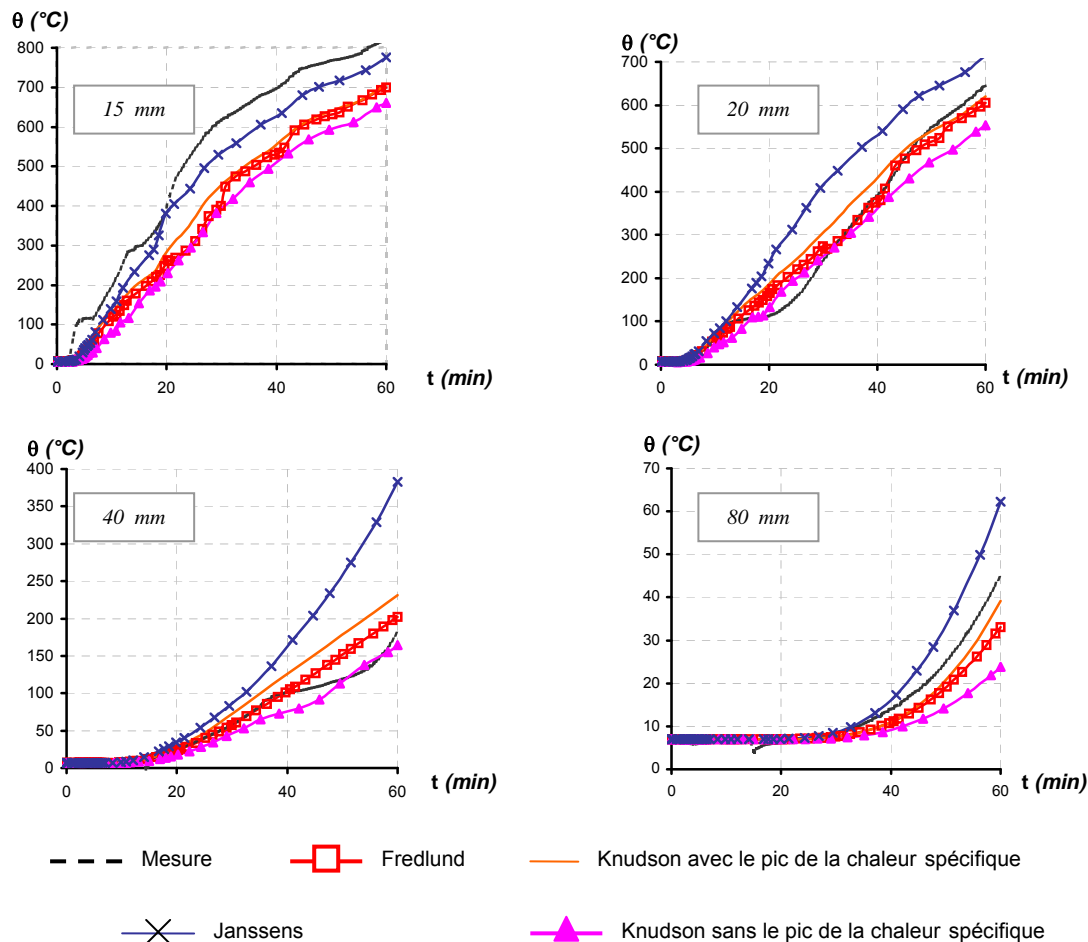 θ (°C)
800
700
600
500
400
300
200
100
0
0
20
40
60
15 mm
t (min)
θ (°C)
700
600
500
400
300
200
100
0
0
20
40
60
20 mm
t (min)
θ (°C)
400
350
300
250
200
150
100
50
0
0
20
40
60
40 mm
t (min)
θ (°C)
70
60
50
40
30
20
10
0
0
20
40
60
80 mm
t (min)
Mesure
Fredlund
Knudson avec le pic de la chaleur spécifique
Janssens
Knudson sans le pic de la chaleur spécifique